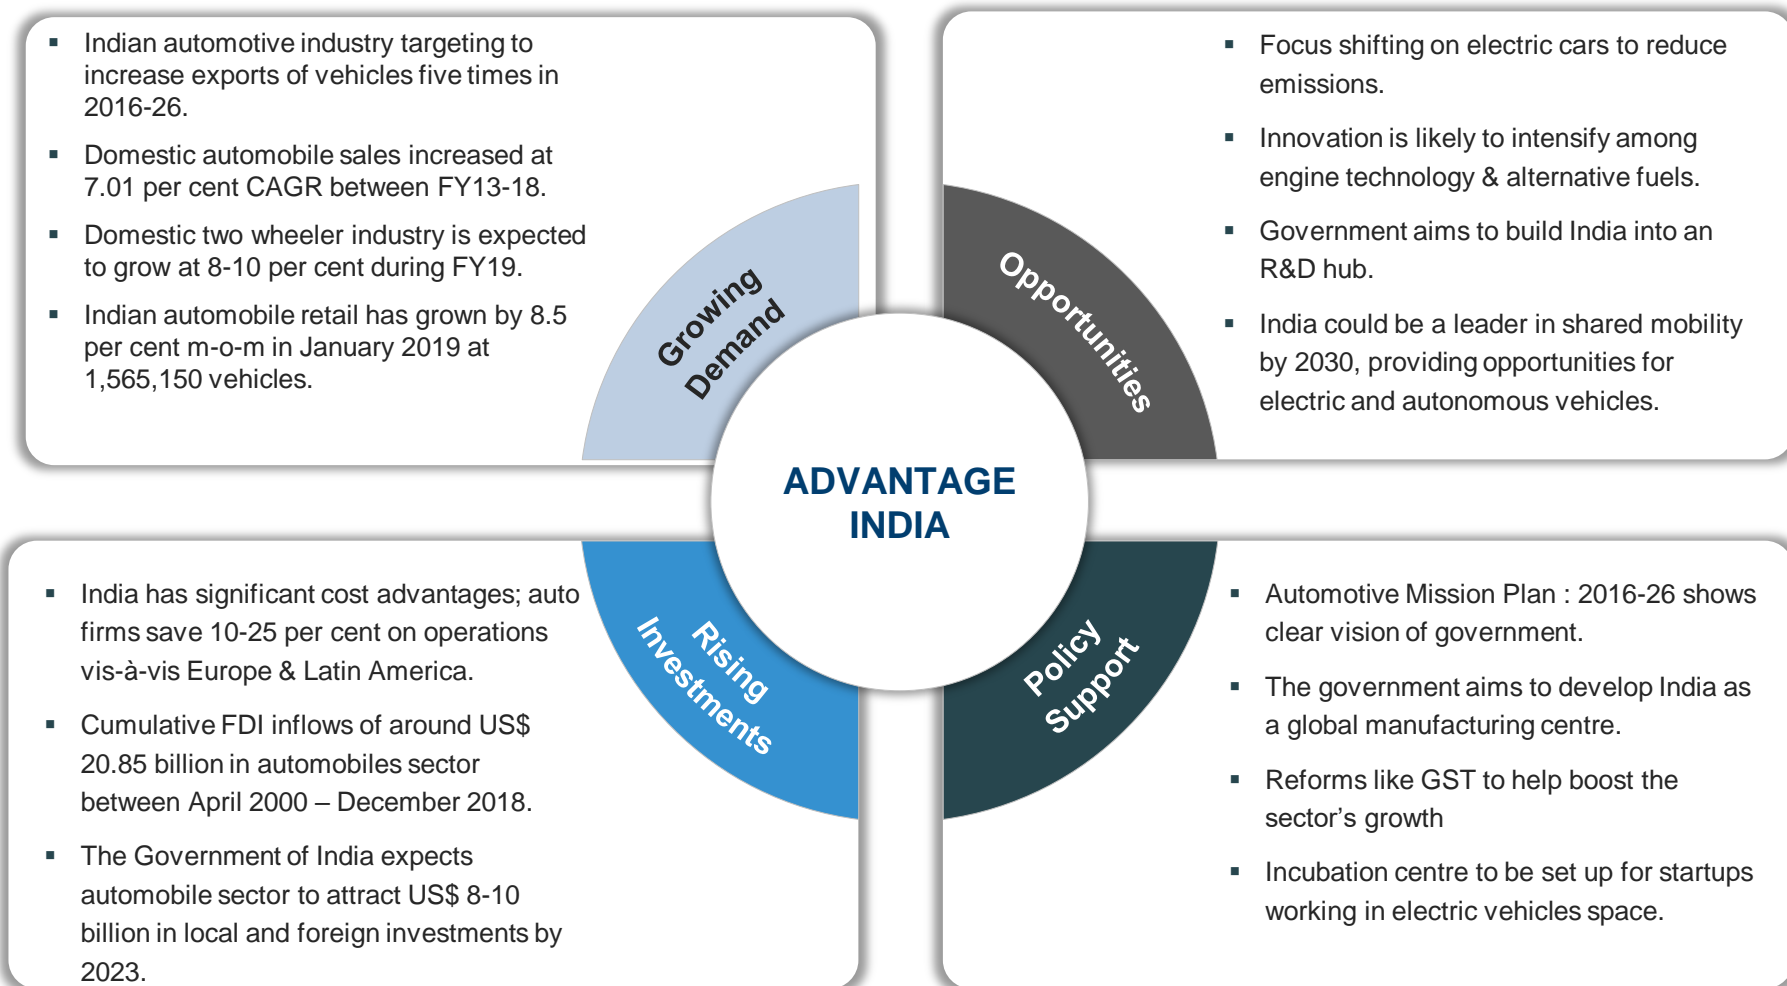 ▪ Indian automotive industry targeting to
increase exports of vehicles five times in
2016-26.
▪ Domestic automobile sales increased at
7.01 per cent CAGR between FY13-18.
▪ Domestic two wheeler industry is expected
to grow at 8-10 per cent during FY19.
▪ Indian automobile retail has grown by 8.5
per cent m-o-m in January 2019 at
1,565,150 vehicles.
Growing
Demand
▪ Focus shifting on electric cars to reduce
emissions.
▪ Innovation is likely to intensify among
engine technology & alternative fuels.
▪ Government aims to build India into an
R&D hub.
▪ India could be a leader in shared mobility
by 2030, providing opportunities for
electric and autonomous vehicles.
Opportunities
ADVANTAGE
INDIA
▪ India has significant cost advantages; auto
firms save 10-25 per cent on operations
vis-à-vis Europe & Latin America.
▪ Cumulative FDI inflows of around US$
20.85 billion in automobiles sector
between April 2000 – December 2018.
▪ The Government of India expects
automobile sector to attract US$ 8-10
billion in local and foreign investments by
2023.
Rising
Investments
▪ Automotive Mission Plan : 2016-26 shows
clear vision of government.
▪ The government aims to develop India as
a global manufacturing centre.
▪ Reforms like GST to help boost the
sector’s growth
▪ Incubation centre to be set up for startups
working in electric vehicles space.
Policy
Support